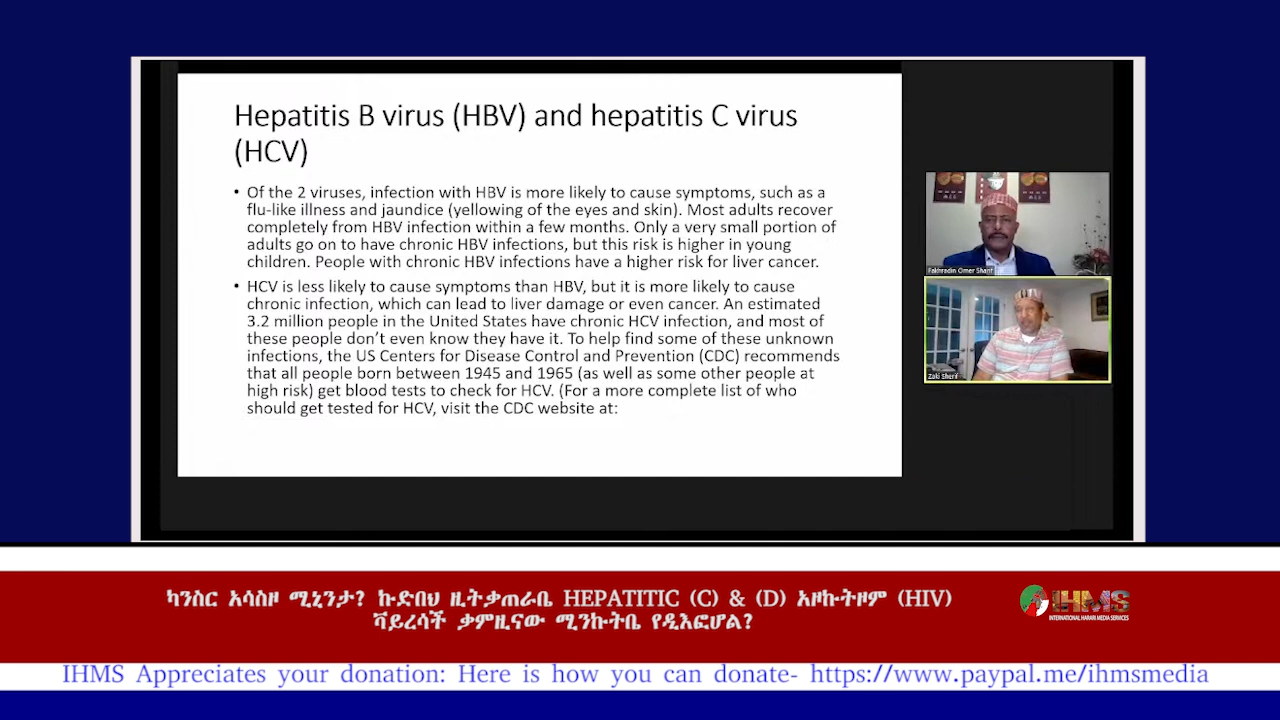 Hepatitis B virus (HBV) and hepatitis C virus
(HCV)
• Of the 2 viruses, infection with HBV is more likely to cause symptoms, such as a
flu-like illness and jaundice (yellowing of the eyes and skin). Most adults recover
completely from HBV infection within a few months. Only a very small portion of
adults go on to have chronic HBV infections, but this risk is higher in young
children. People with chronic HBV infections have a higher risk for liver cancer.
• HCV is less likely to cause symptoms than HBV, but it is more likely to cause
chronic infection, which can lead to liver damage or even cancer. An estimated
3.2 million people in the United States have chronic HCV infection, and most of
these people don’t even know they have it. To help find some of these unknown
infections, the US Centers for Disease Control and Prevention (CDC) recommends
that all people born between 1945 and 1965 (as well as some other people at
high risk) get blood tests to check for HCV. (For a more complete list of who
should get tested for HCV, visit the CDC website at:
Fakhradin Omer Sharif
Zaki Sherif
ካንስር አሳስዞ ሚኒንታ? ኩድበህ ዚትቃጠራቤ HEPATITIC (C) & (D) አዞኩትዞም (HIV)
ቫይረሳች ቃምዚናው ሚንኩትቤ የዲእፎሆል?
IHMS
INTERNATIONAL HARARI MEDIA SERVICES
IHMS Appreciates your donation: Here is how you can donate- https://www.paypal.me/ihmsmedia